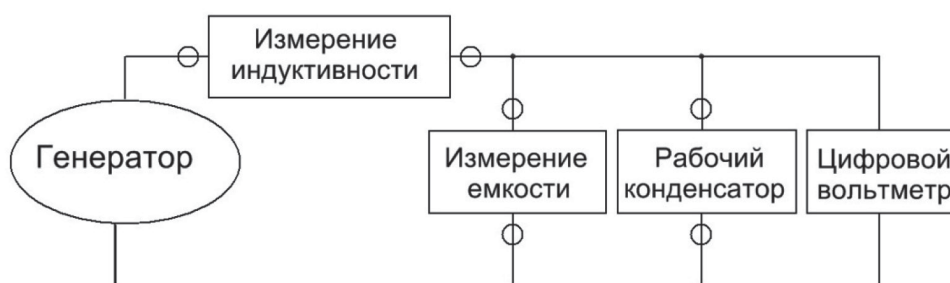 Измерение
индуктивности
Генератор
Измерение
емкости
Рабочий
конденсатор
Цифровой
вольтметр